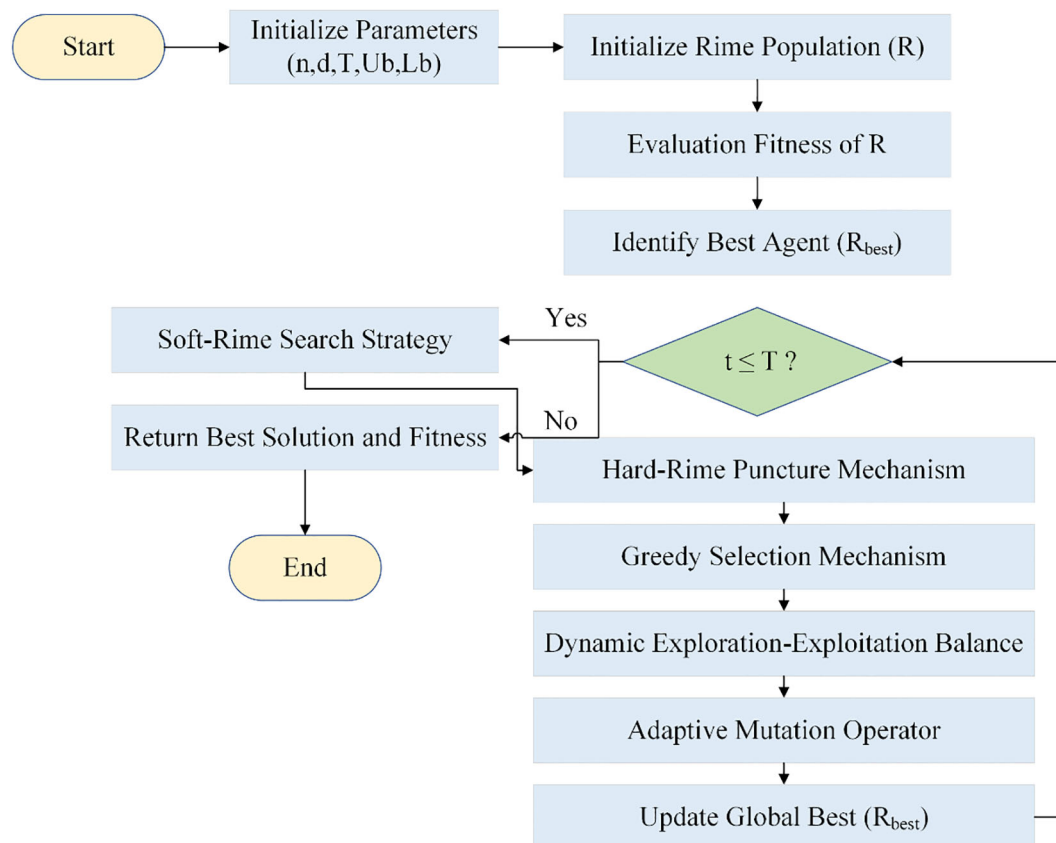 Start
Initialize Parameters
(n,d,T,Ub,Lb)
Initialize Rime Population (R)
Evaluation Fitness of R
Identify Best Agent (Rbest)
t ≤ T ?
Yes
Soft-Rime Search Strategy
No
Return Best Solution and Fitness
End
Hard-Rime Puncture Mechanism
Greedy Selection Mechanism
Dynamic Exploration-Exploitation Balance
Adaptive Mutation Operator
Update Global Best (Rbest)